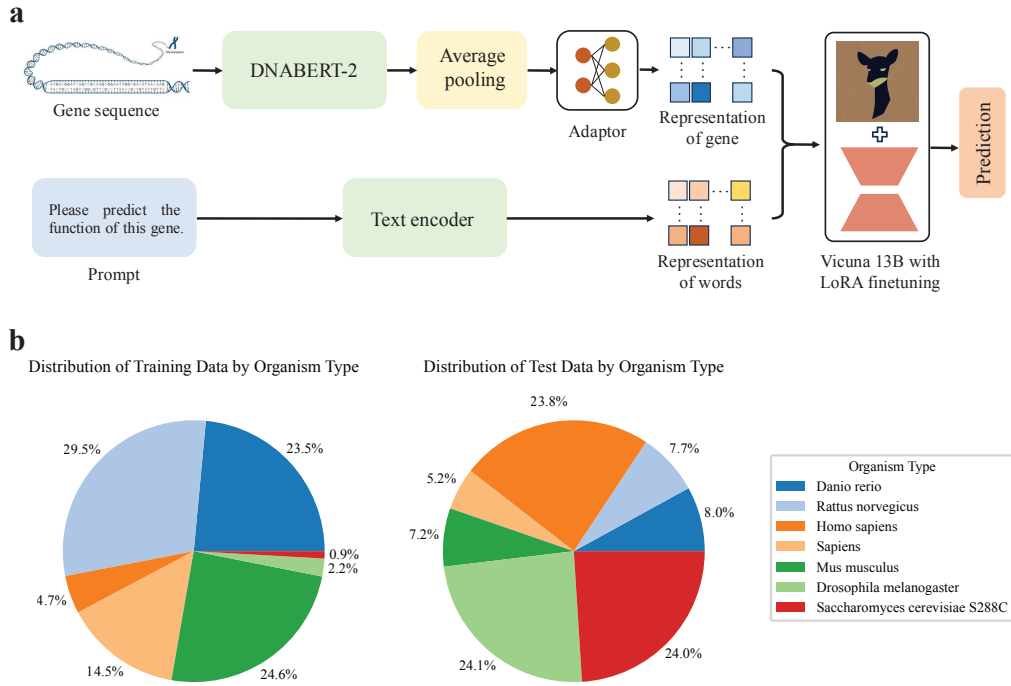 a
Gene sequence
DNABERT-2
Average
pooling
Adaptor
Representation
of gene
Please predict the
function of this gene.
Prompt
Text encoder
Representation
of words
Vicuna 13B with
LoRA finetuning
Prediction
b
Distribution of Training Data by Organism Type
29.5%
23.5%
0.9%
2.2%
4.7%
14.5%
24.6%
Distribution of Test Data by Organism Type
23.8%
7.7%
5.2%
8.0%
7.2%
24.1%
24.0%
Organism Type
Danio rerio
Rattus norvegicus
Homo sapiens
Sapiens
Mus musculus
Drosophila melanogaster
Saccharomyces cerevisiae S288C